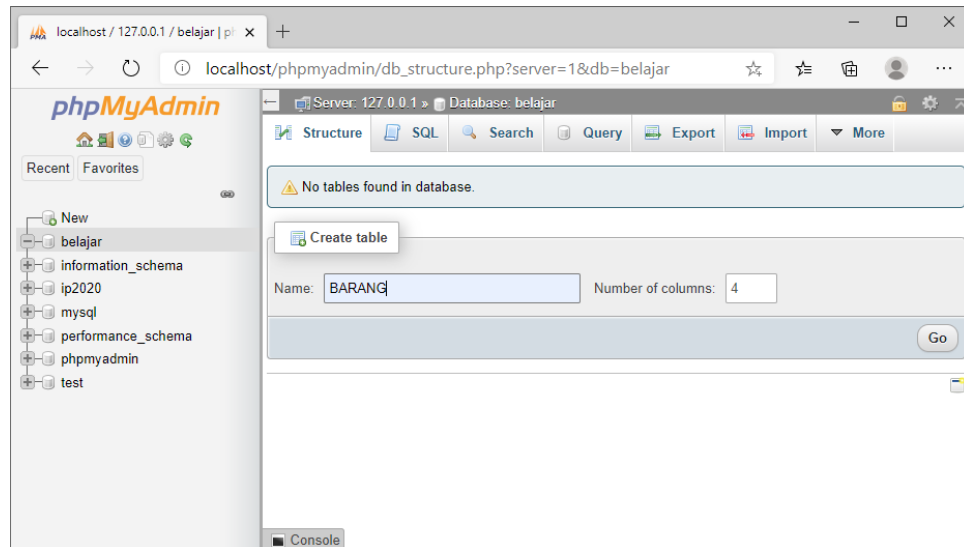 localhost / 127.0.0.1 / belajar | ph
localhost/phpmyadmin/db_structure.php?server=1&db=belajar
phpMyAdmin
Recent Favorites
New
belajar
information_schema
ip2020
mysql
performance_schema
phpmyadmin
test
Server: 127.0.0.1 » Database: belajar
Structure SQL Search Query Export Import More
No tables found in database.
Create table
Name: BARANG Number of columns: 4
Go
Console